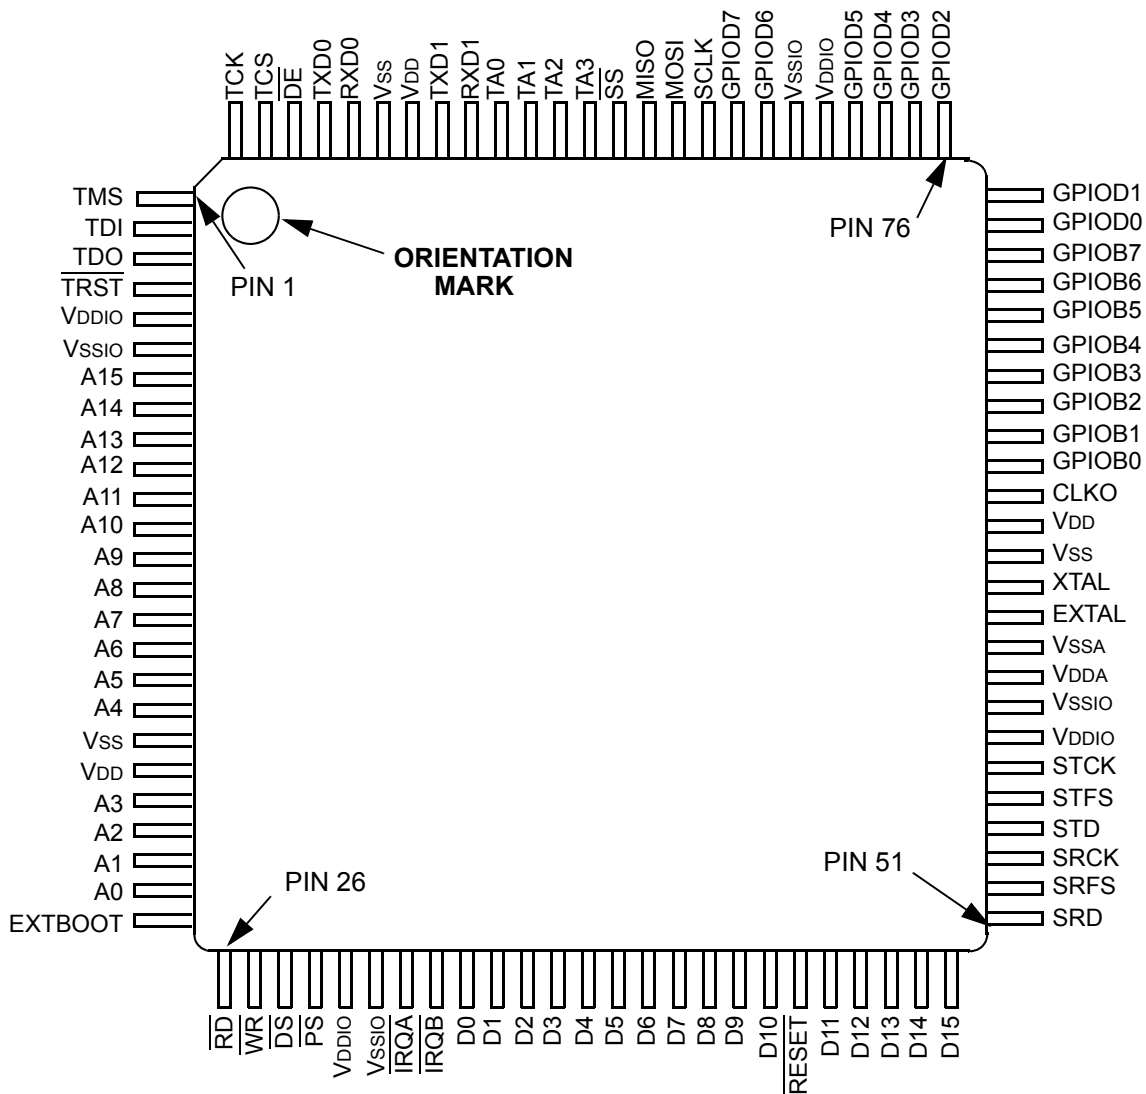 TCK
TCS
DE
TXD0
RXD0
VSS
VDD
TXD1
RXD1
TA0
TA1
TA2
TA3
SS
MISO
MOSI
SCLK
GPIOD7
GPIOD6
VSSIO
VDDIO
GPIOD5
GPIOD4
GPIOD3
GPIOD2
TMS
TDI
TDO
TRST
VDDIO
VSSIO
A15
A14
A13
A12
A11
A10
A9
A8
A7
A6
A5
A4
VSS
VDD
A3
A2
A1
A0
EXTBOOT
PIN 1
ORIENTATION
MARK
PIN 76
PIN 26
PIN 51
GPIOD1
GPIOD0
GPIOB7
GPIOB6
GPIOB5
GPIOB4
GPIOB3
GPIOB2
GPIOB1
GPIOB0
CLKO
VDD
VSS
XTAL
EXTAL
VSSA
VDDA
VSSIO
VDDIO
STCK
STFS
STD
SRCK
SRFS
SRD
RD
WR
DS
PS
VDDIO
VSSIO
IRQA
IRQB
D0
D1
D2
D3
D4
D5
D6
D7
D8
D9
D10
RESET
D11
D12
D13
D14
D15